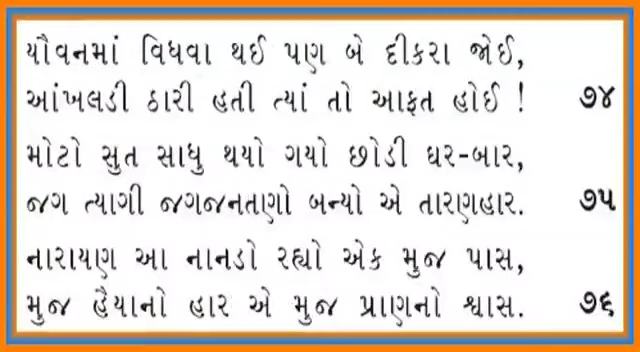 યૌવનમાં વિધવા થઈ પણ બે દીકરા જોઈ,
આંખલડી ઠારી હતી ત્યાં તો આફત હોઈ ! ૭૪
મોટો સુત સાધુ થયો ગયો છોડી ઘર-બાર,
જગ ત્યાગી જગજનતણો બન્યો એ તારણહાર. ૭૫
નારાયણ આ નાનડો રહ્યો એક મુજ પાસ,
મુજ હૈયાનો હાર એ મુજ પ્રાણનો શ્વાસ. ૭૬